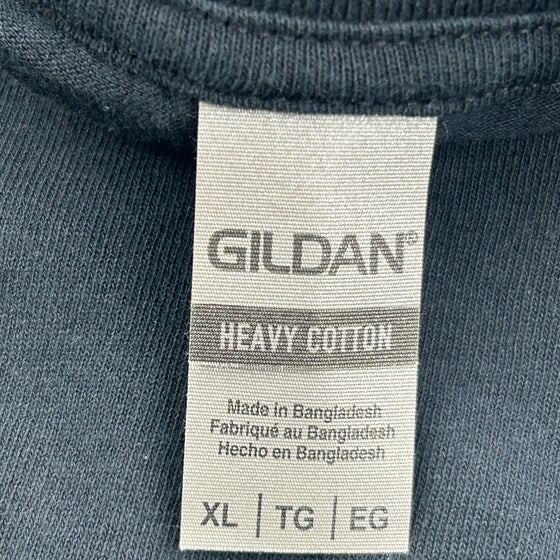 GILDAN®
HEAVY COTTON
Made in Bangladesh
Fabriqué au Bangladesh
Hecho en Bangladesh
XL | TG | EG